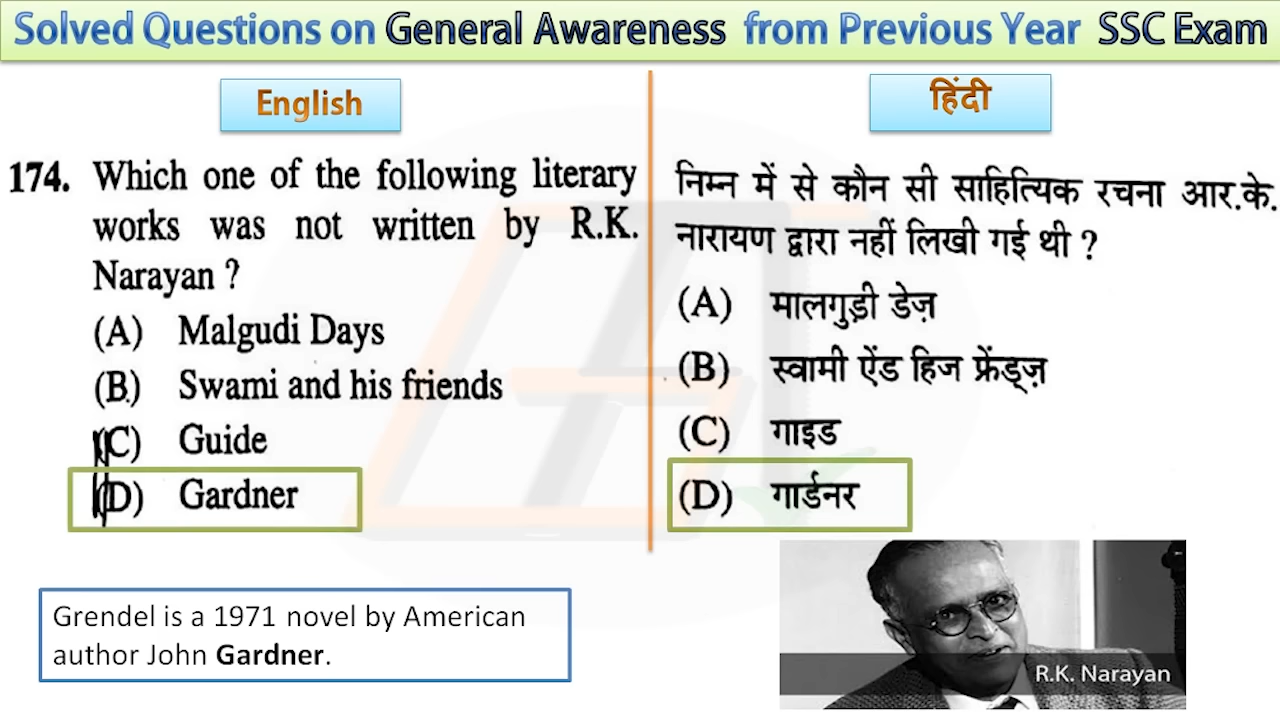 Solved Questions on General Awareness from Previous Year SSC Exam
English
174. Which one of the following literary
works was not written by R.K.
Narayan ?
(A) Malgudi Days
(B) Swami and his friends
(C) Guide
(D) Gardner
हिंदी
निम्न में से कौन सी साहित्यिक रचना आर.के.
नारायण द्वारा नहीं लिखी गई थी ?
(A) मालगुड़ी डेज़
(B) स्वामी ऐंड हिज फ्रेंड्ज़
(C) गाइड
(D) गार्डनर
Grendel is a 1971 novel by American
author John Gardner.
R.K. Narayan